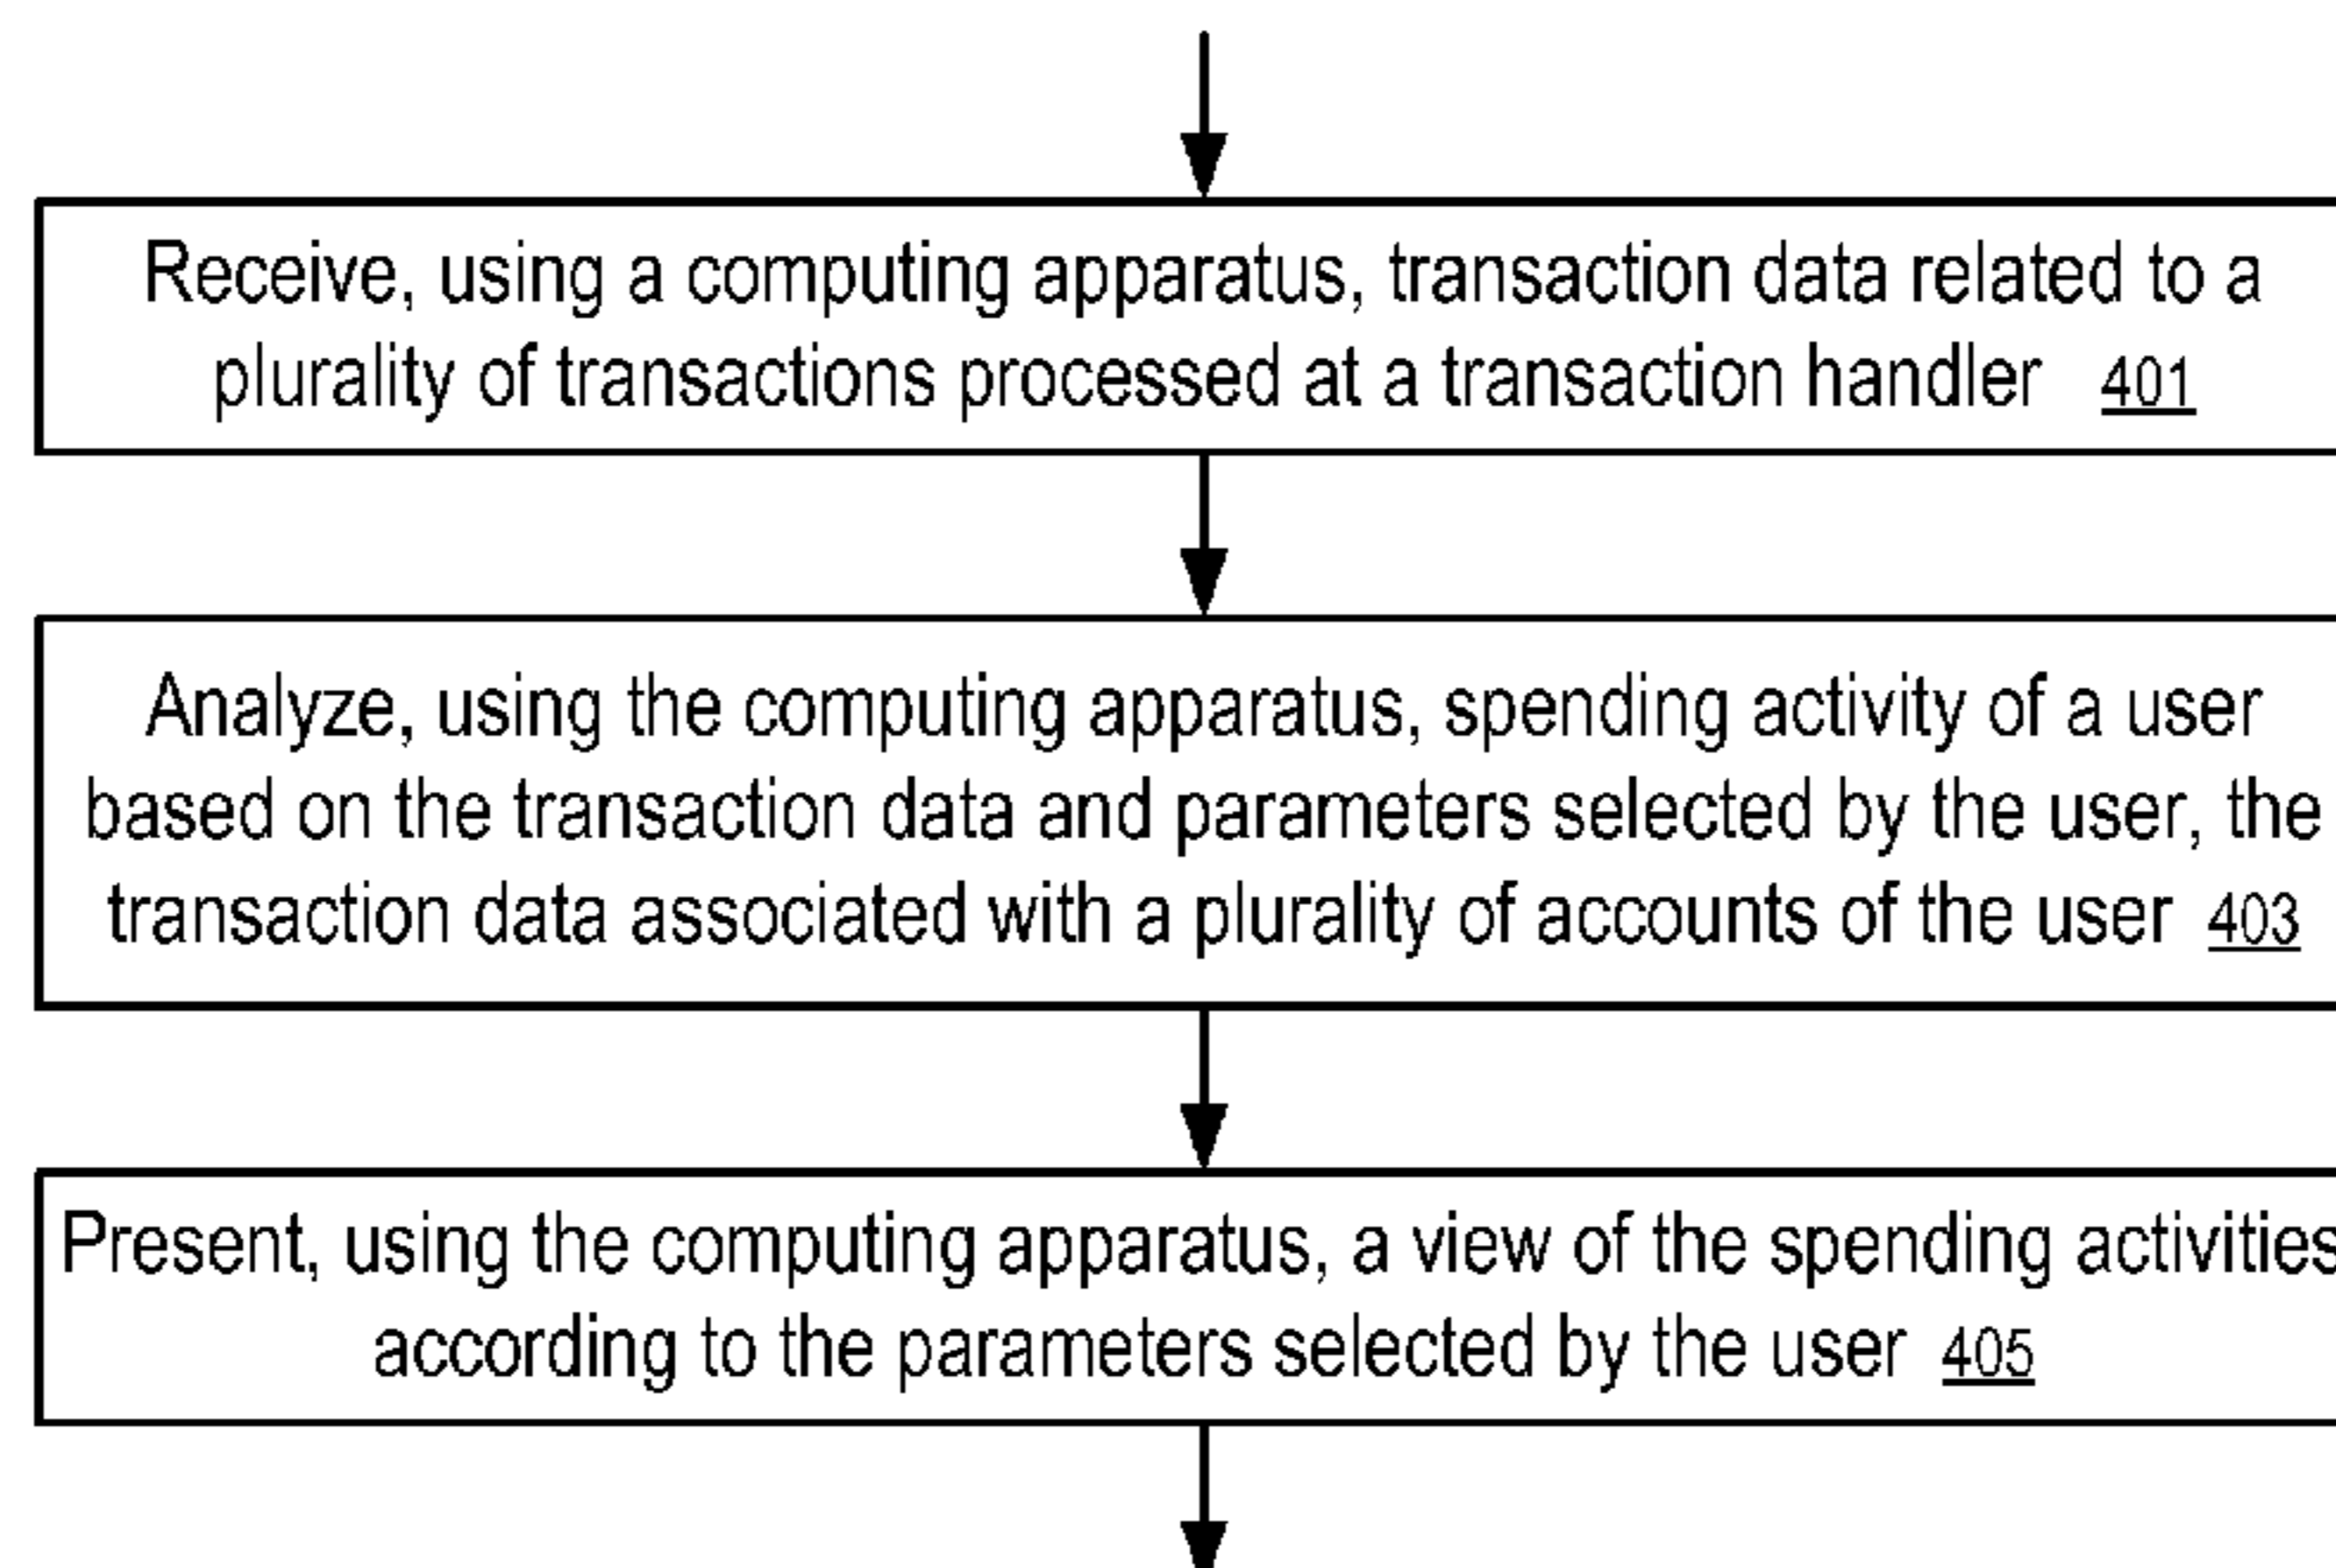 Receive, using a computing apparatus, transaction data related to a
plurality of transactions processed at a transaction handler 401
Analyze, using the computing apparatus, spending activity of a user
based on the transaction data and parameters selected by the user, the
transaction data associated with a plurality of accounts of the user 403
Present, using the computing apparatus, a view of the spending activities
according to the parameters selected by the user 405